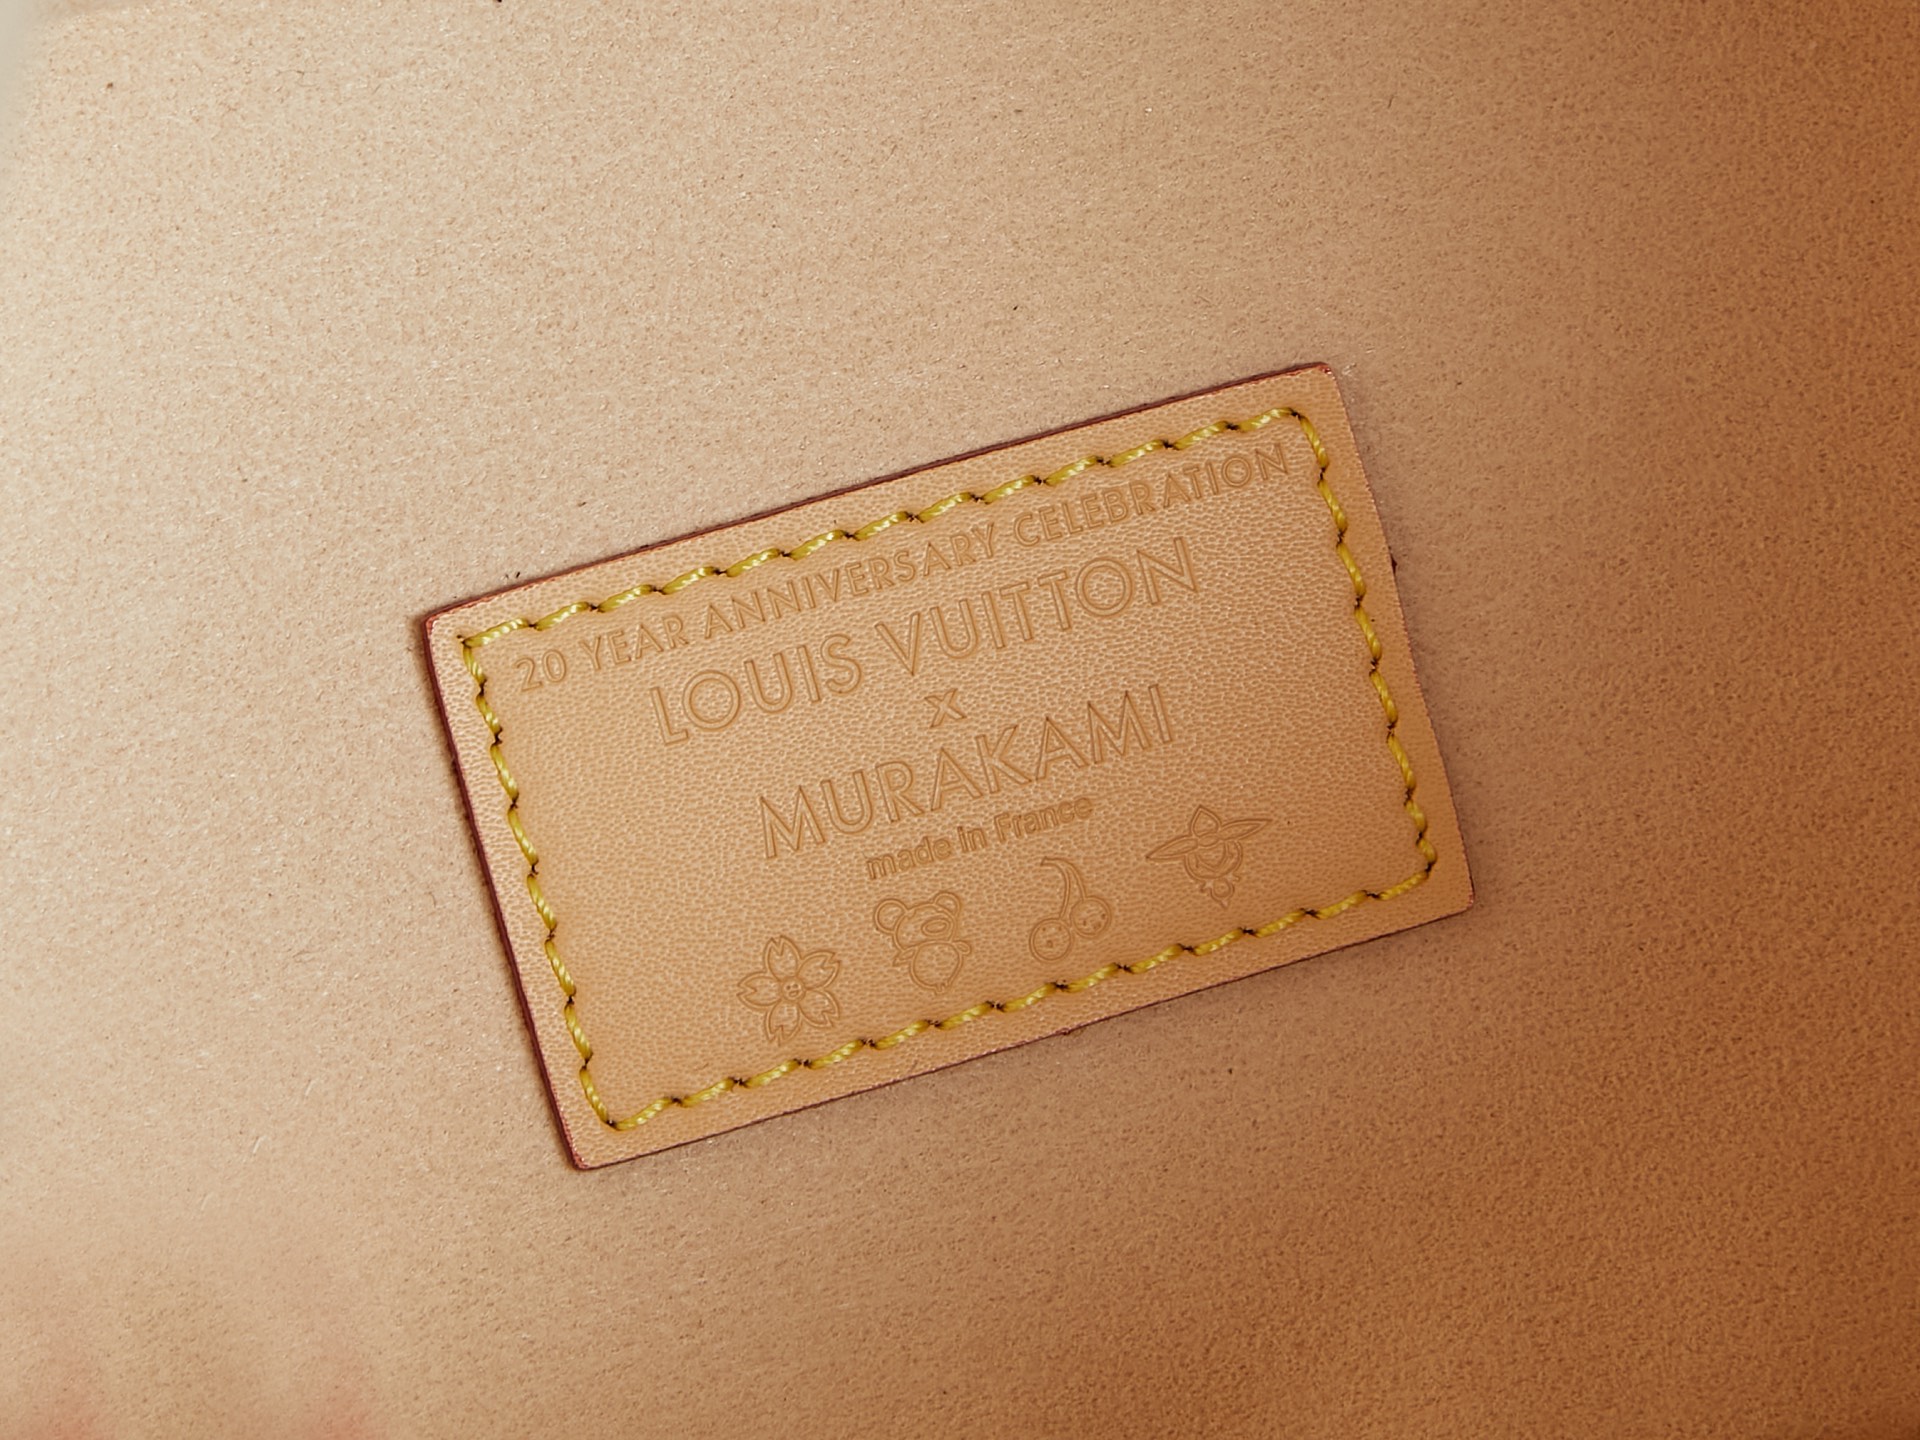 20 YEAR ANNIVERSARY CELEBRATION
LOUIS VUITTON
x
MURAKAMI
made in France